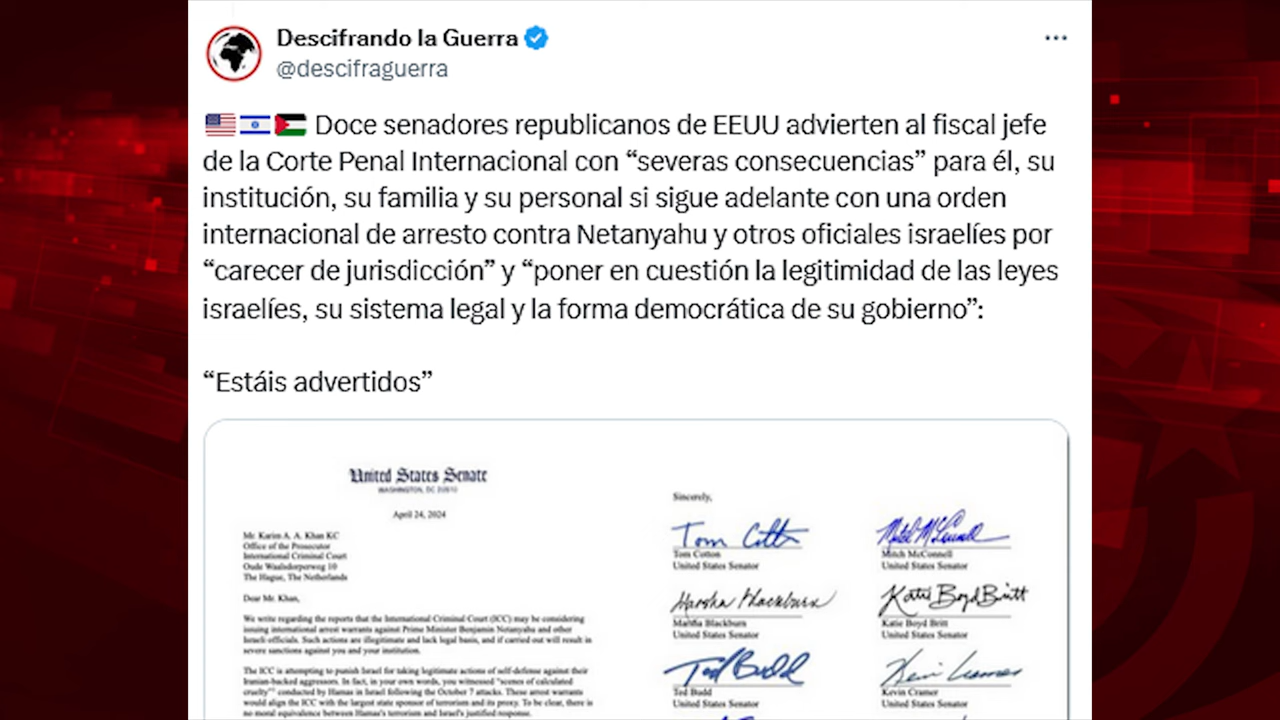 Descifrando la Guerra
@descifraguerra
Doce senadores republicanos de EEUU advierten al fiscal jefe
de la Corte Penal Internacional con “severas consecuencias” para él, su
institución, su familia y su personal si sigue adelante con una orden
internacional de arresto contra Netanyahu y otros oficiales israelíes por
“carecer de jurisdicción” y “poner en cuestión la legitimidad de las leyes
israelíes, su sistema legal y la forma democrática de su gobierno”:
“Estáis advertidos”
United States Senate
WASHINGTON, DC 20510
April 24, 2024
Mr. Karim A. A. Khan KC
Office of the Prosecutor
International Criminal Court
Oude Waalsdorperweg 10
The Hague, The Netherlands
Dear Mr. Khan,
We write regarding the reports that the International Criminal Court (ICC) may be considering
issuing international arrest warrants against Prime Minister Benjamin Netanyahu and other
Israeli officials. Such actions are illegitimate and lack legal basis, and if carried out will result in
severe sanctions against you and your institution.
The ICC is attempting to punish Israel for taking legitimate actions of self-defense against their
Iranian-backed aggressors. In fact, in your own words, you witnessed “scenes of calculated
cruelty” conducted by Hamas in Israel following the October 7 attacks. These arrest warrants
would align the ICC with the largest state sponsor of terrorism and its proxy. To be clear, there is
no moral equivalence between Hamas's terrorism and Israel's justified response.
Sincerely,
Tom Cotton
Tom Cotton
United States Senator
Mitch McConnell
Mitch McConnell
United States Senator
Marsha Blackburn
Marsha Blackburn
United States Senator
Katie Boyd Britt
Katie Boyd Britt
United States Senator
Ted Budd
Ted Budd
United States Senator
Kevin Cramer
Kevin Cramer
United States Senator